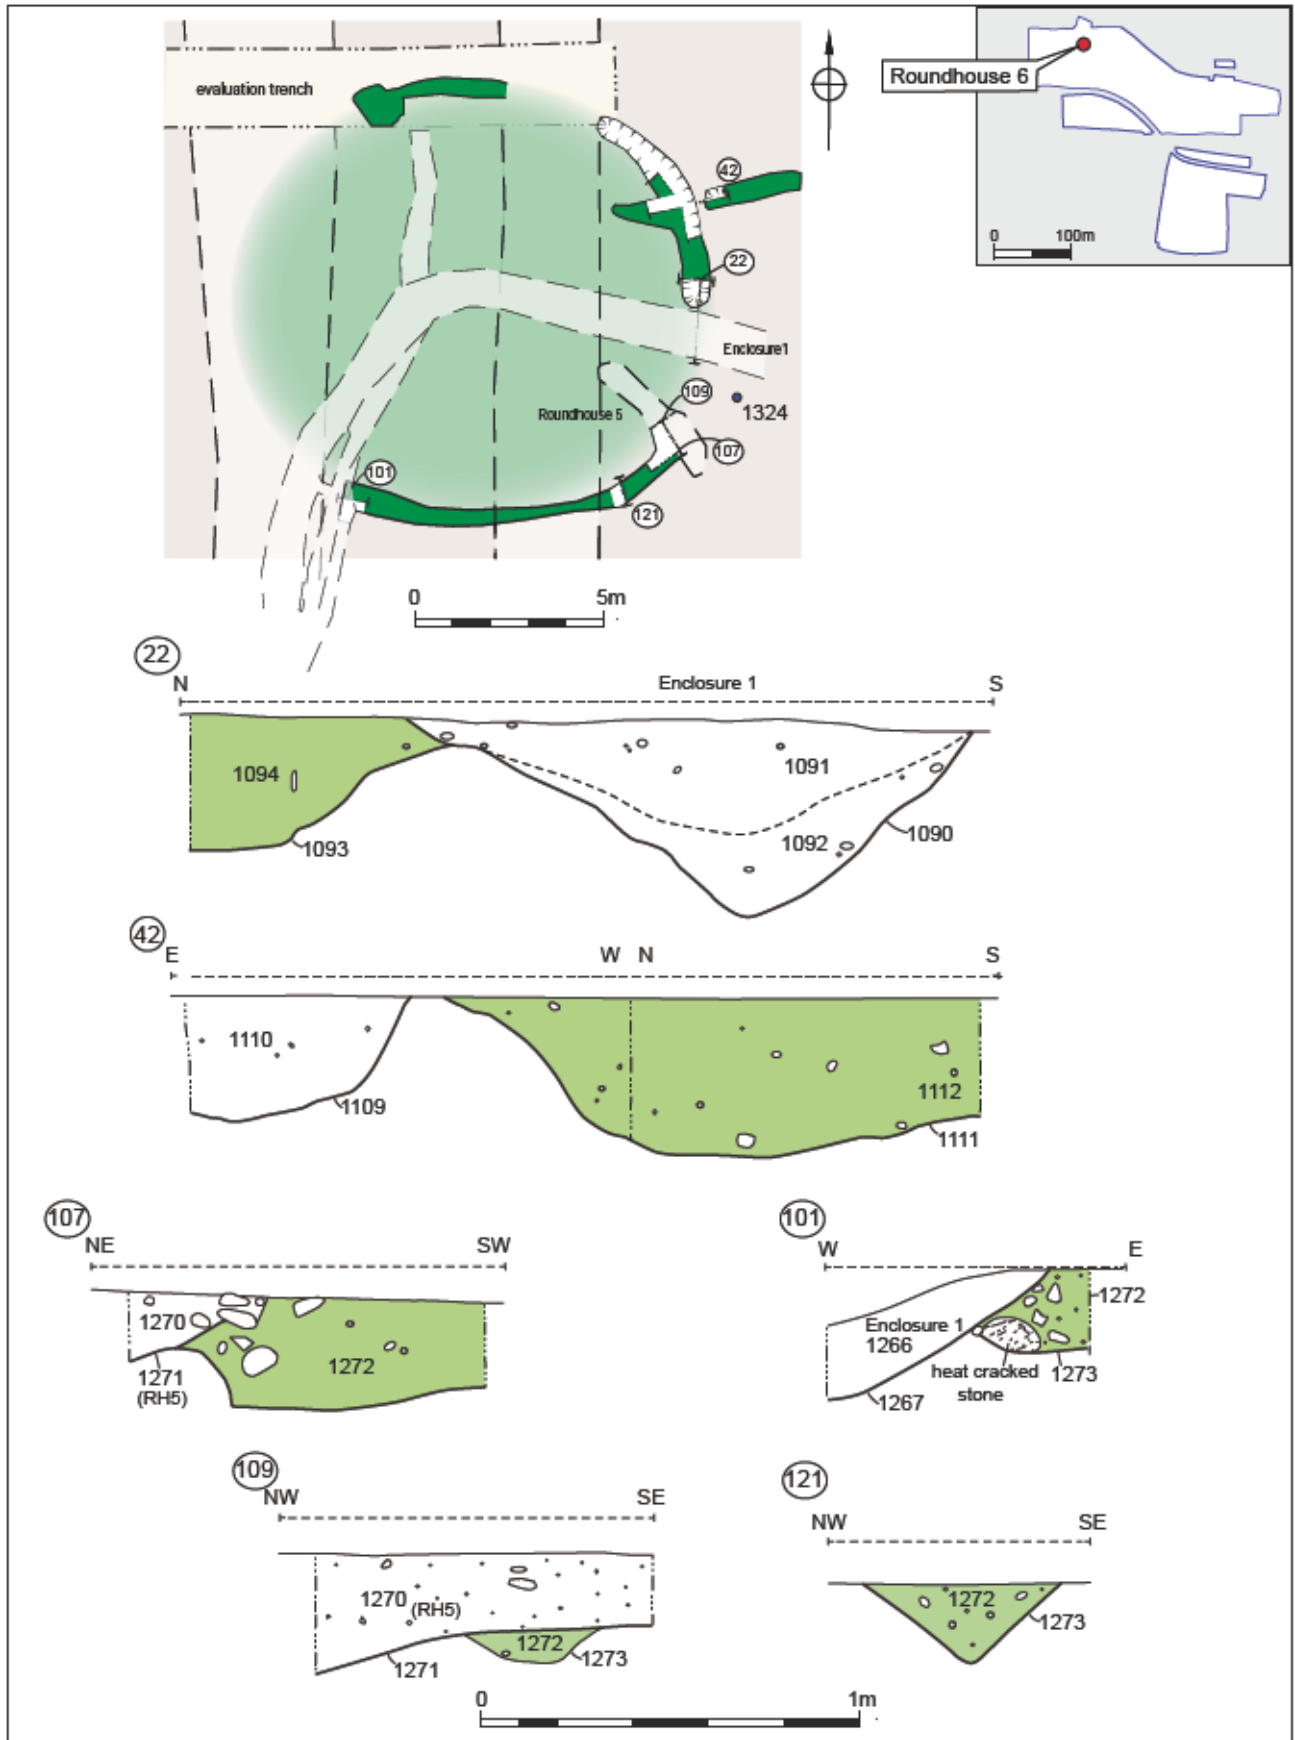 Roundhouse 6
0 100m
evaluation trench
42
22
Enclosure1
109
1324
Roundhouse 5
107
101
121
0 5m
22
N Enclosure 1 S
1094
1091
1093
1092
1090
42
E W N S
1110
1109
1112
1111
107
NE SW
1270
1271
(RH5)
1272
101
W E
1272
Enclosure 1
1266
heat cracked
stone
1273
1267
109
NW SE
1270 (RH5)
1272
1271
1273
121
NW SE
1272
1273
0 1m